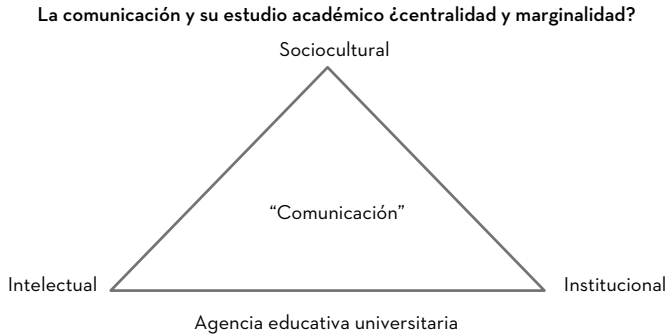 La comunicación y su estudio académico ¿centralidad y marginalidad?
Sociocultural
“Comunicación”
Intelectual
Institucional
Agencia educativa universitaria